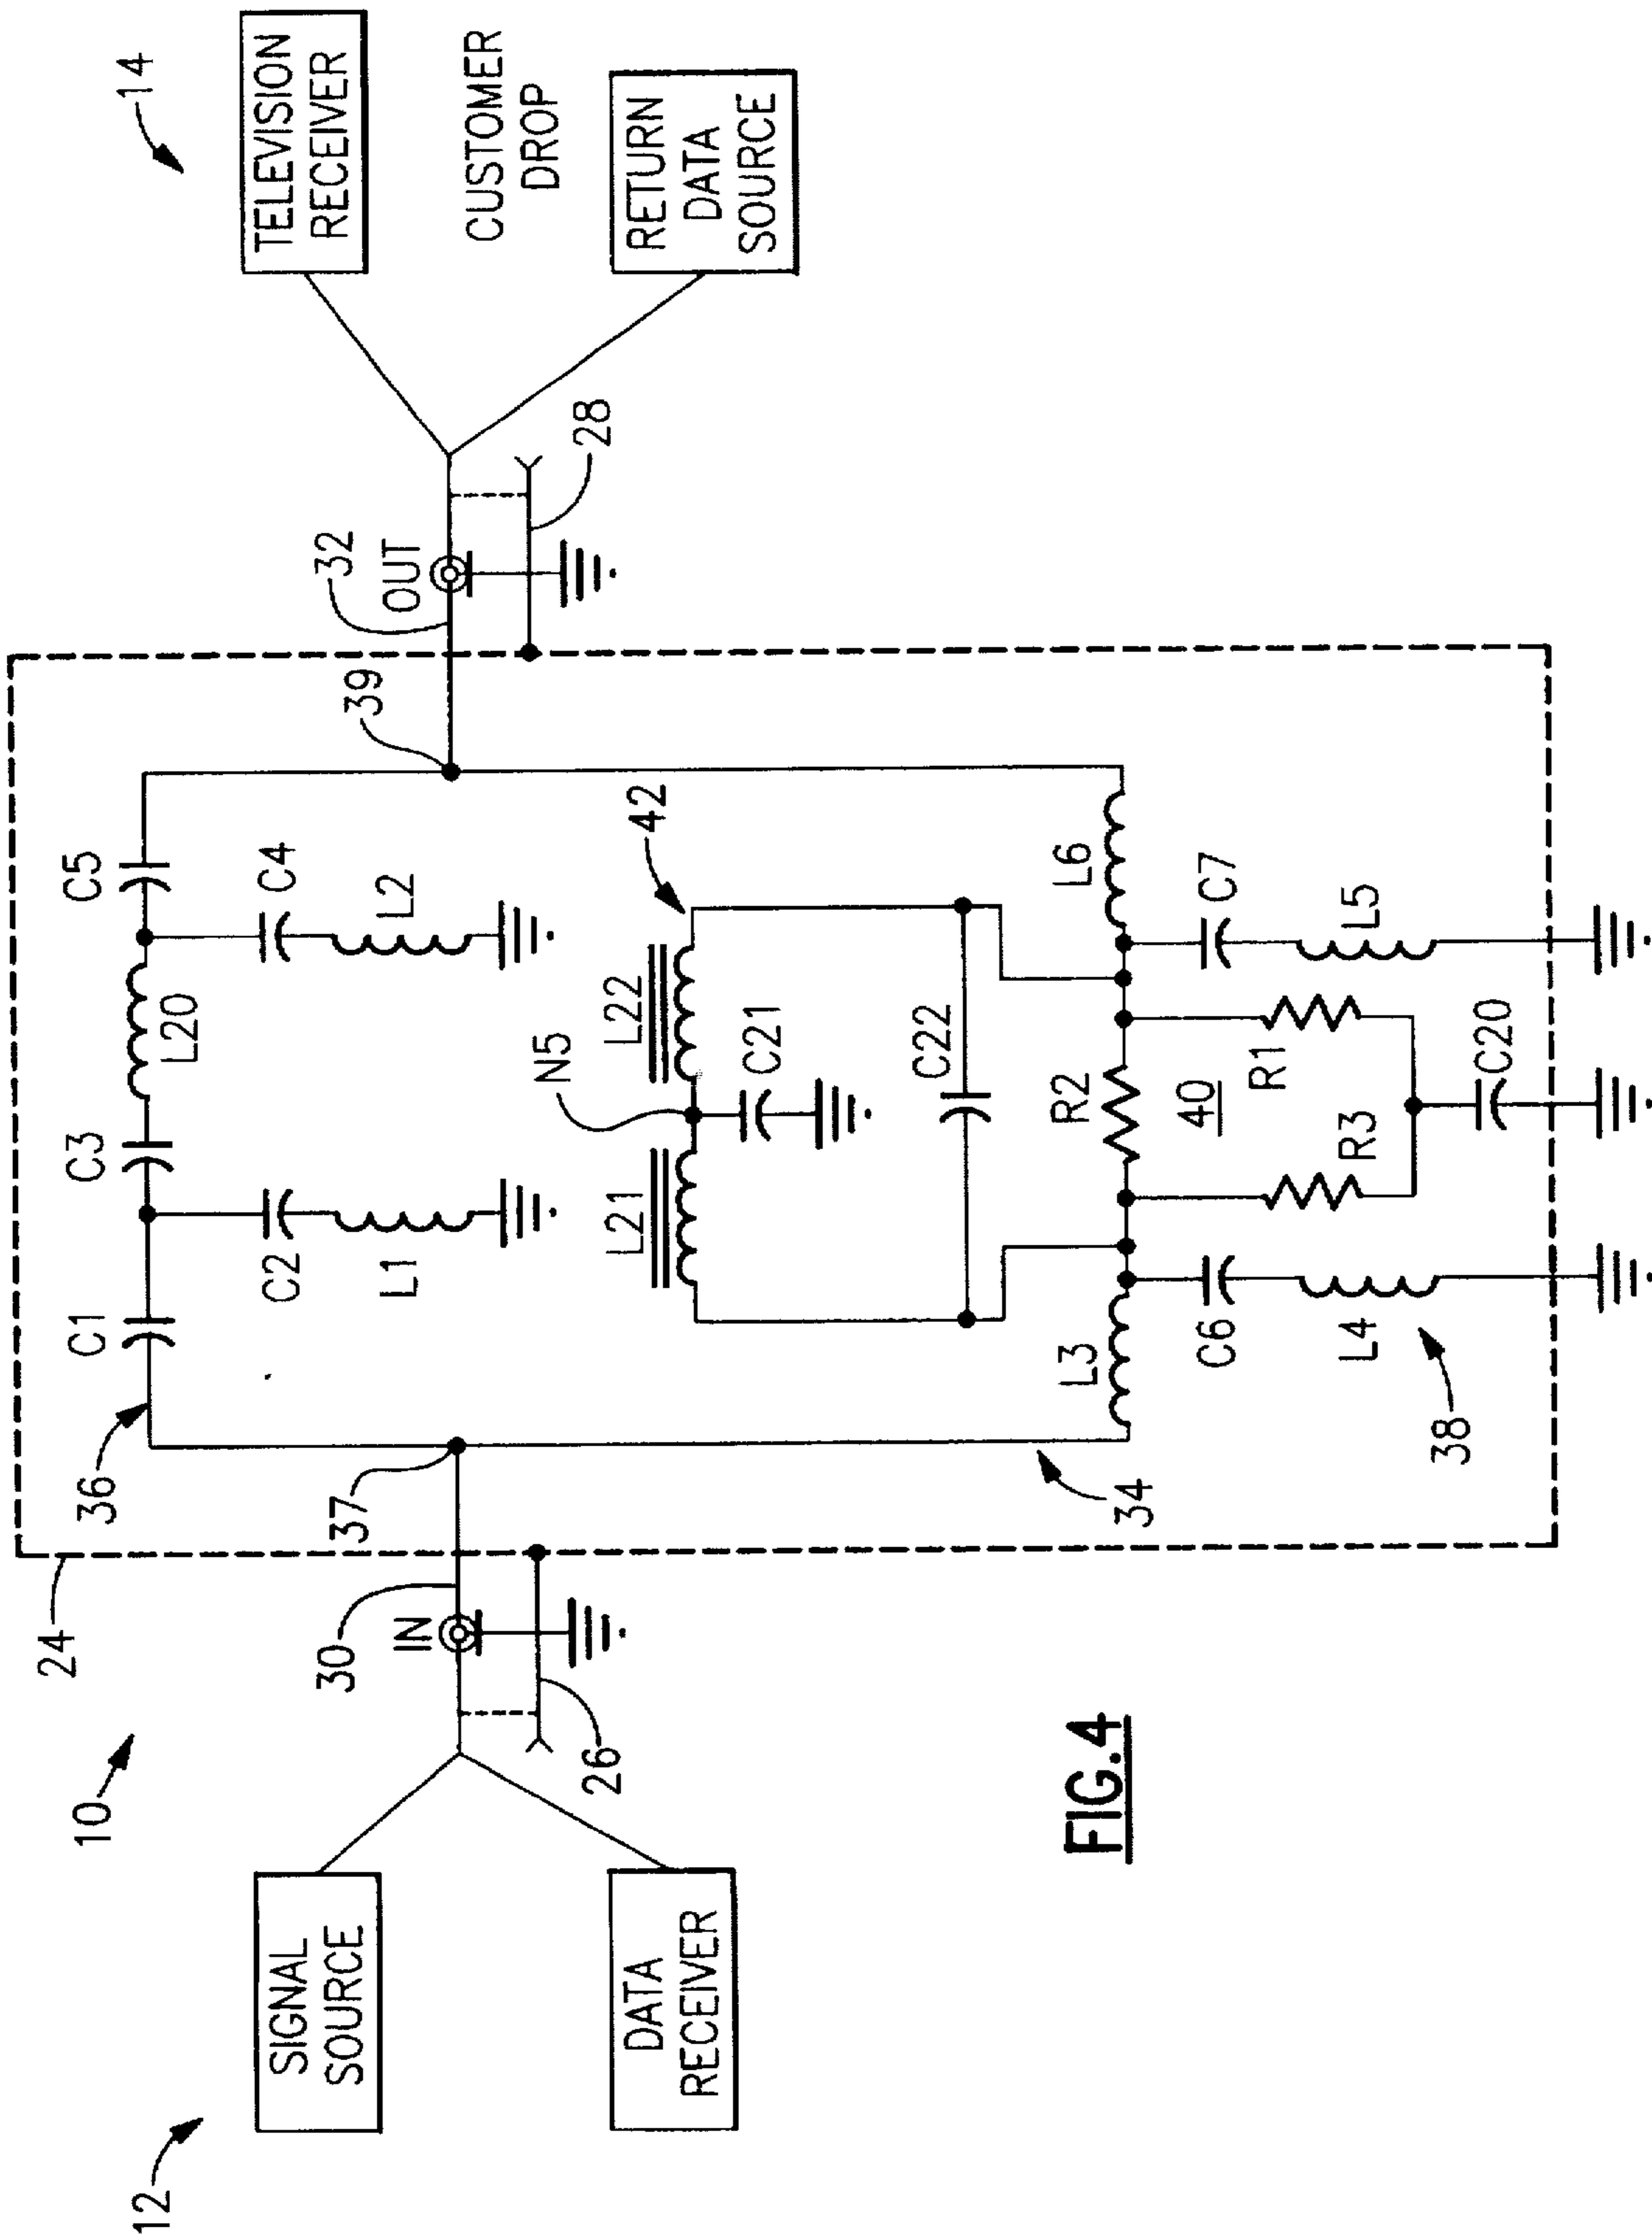 12
10
24
14
SIGNAL
SOURCE
DATA
RECEIVER
30
IN
26
36
37
34
C1
C3
L20
C5
C2
L1
C4
L2
39
32
OUT
28
TELEVISION
RECEIVER
CUSTOMER
DROP
RETURN
DATA
SOURCE
N5
42
L21
L22
C21
C22
L3
R2
L6
40
C6
L4
38
R3
R1
C20
C7
L5
FIG.4